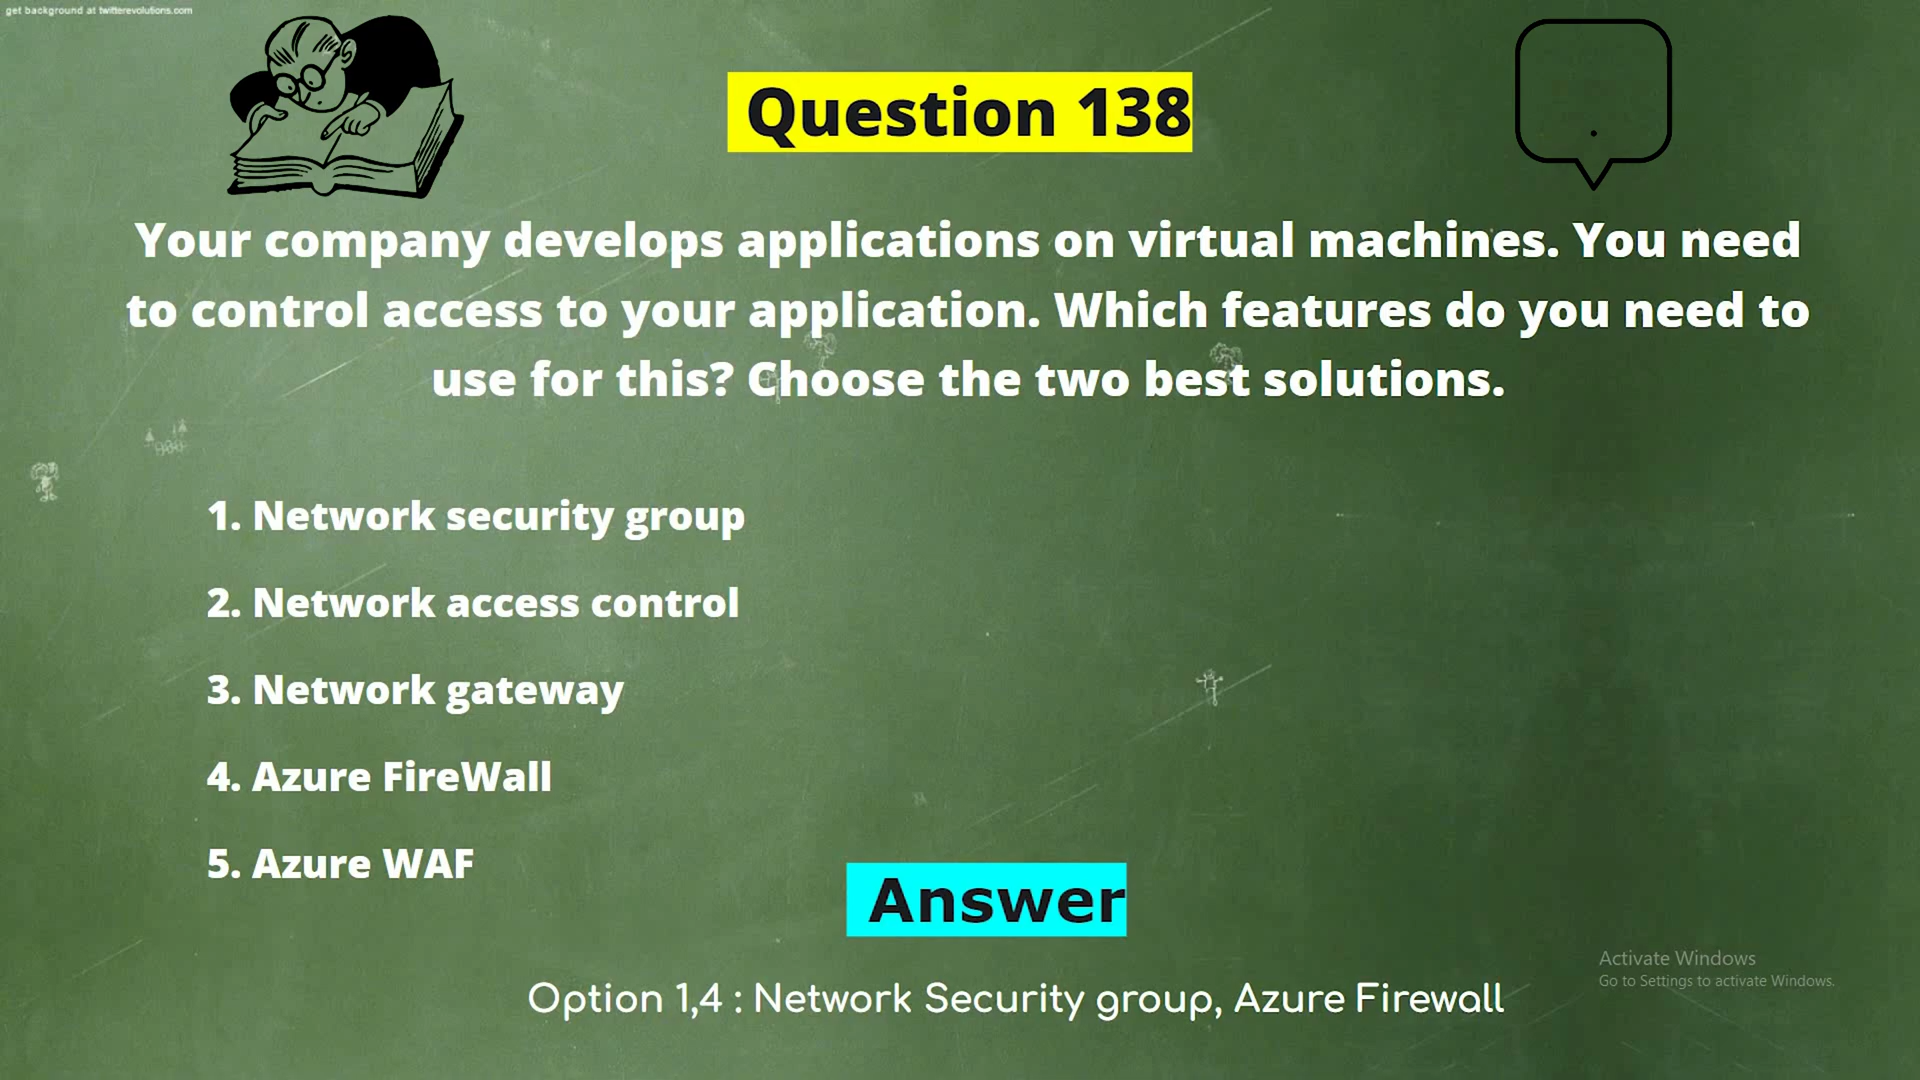 get background at twitterevolutions.com
Question 138
Your company develops applications on virtual machines. You need
to control access to your application. Which features do you need to
use for this? Choose the two best solutions.
1. Network security group
2. Network access control
3. Network gateway
4. Azure FireWall
5. Azure WAF
Answer
Option 1,4 : Network Security group, Azure Firewall
Activate Windows
Go to Settings to activate Windows.